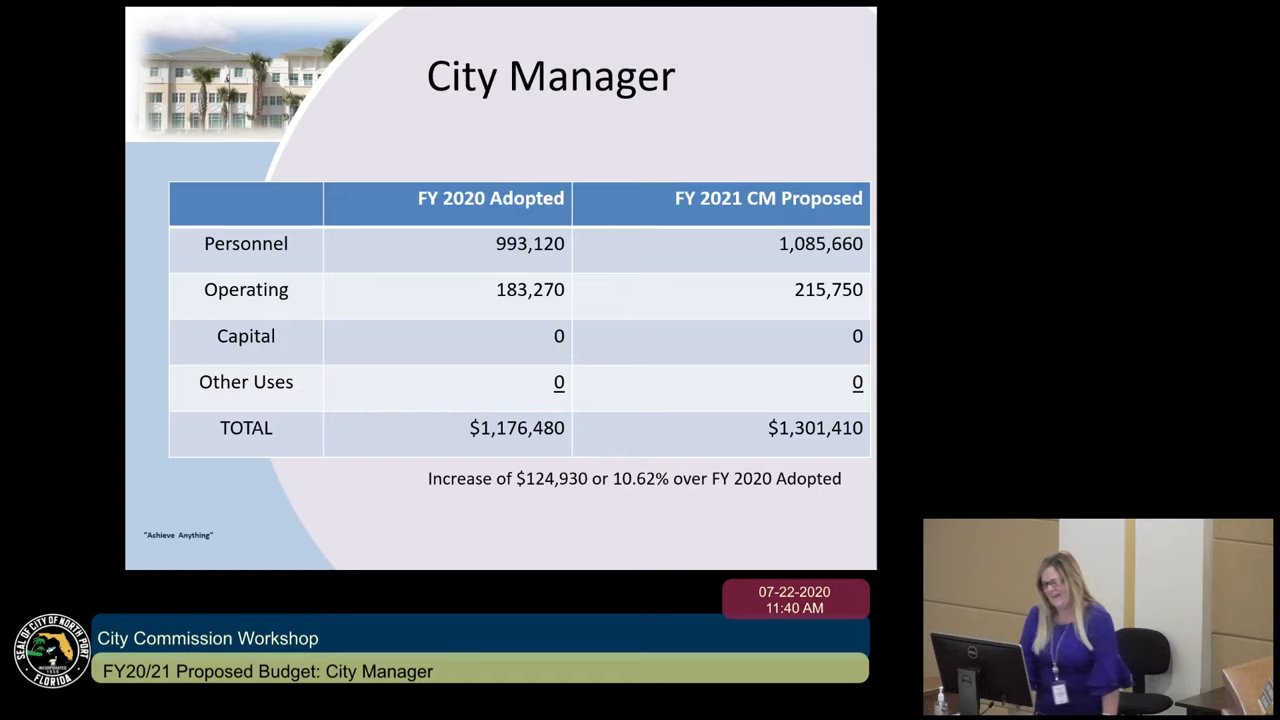 City Manager
FY 2020 Adopted FY 2021 CM Proposed
Personnel 993,120 1,085,660
Operating 183,270 215,750
Capital 0 0
Other Uses 0 0
TOTAL $1,176,480 $1,301,410
Increase of $124,930 or 10.62% over FY 2020 Adopted
"Achieve Anything"
07-22-2020
11:40 AM
City Commission Workshop
FY20/21 Proposed Budget: City Manager
SEAL OF CITY OF NORTH PORT
FLORIDA
DELL